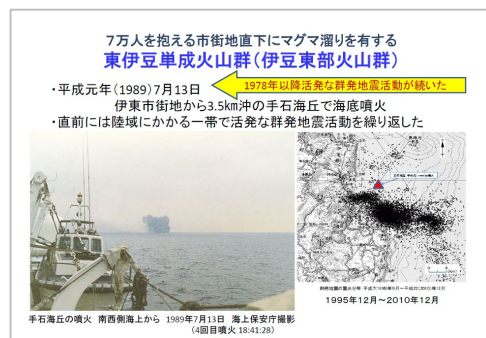 7万人を抱える市街地直下にマグマ溜りを有する
東伊豆単成火山群(伊豆東部火山群)
・平成元年(1989)7月13日
1978年以降活発な群発地震活動が続いた
伊東市街地から3.5㎞沖の手石海丘で海底噴火
・直前には陸域にかかる一帯で活発な群発地震活動を繰り返した
手石海丘の噴火 南西側海上から 1989年7月13日 海上保安庁撮影
(4回目噴火 18:41:28)
1995年12月~2010年12月